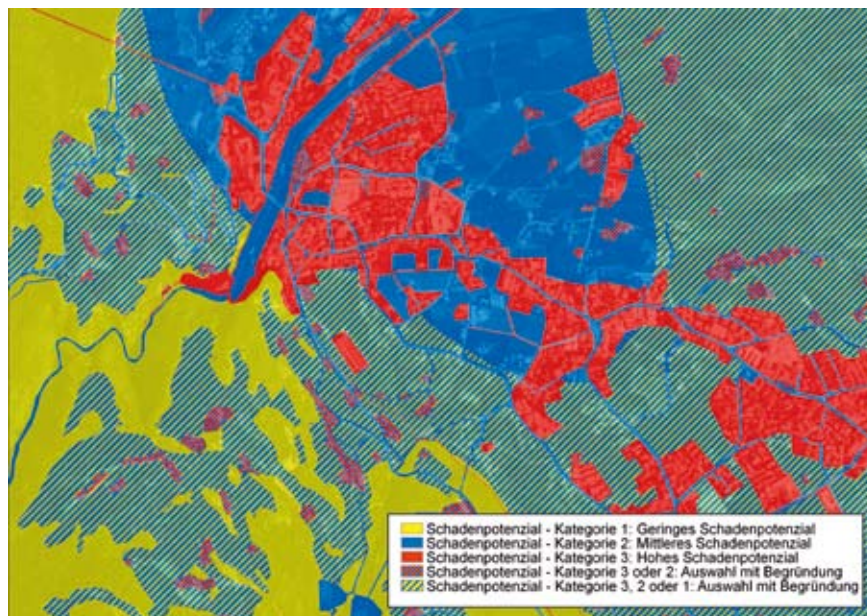 Schadenpotenzial - Kategorie 1: Geringes Schadenpotenzial
Schadenpotenzial - Kategorie 2: Mittleres Schadenpotenzial
Schadenpotenzial - Kategorie 3: Hohes Schadenpotenzial
Schadenpotenzial - Kategorie 3 oder 2: Auswahl mit Begründung
Schadenpotenzial - Kategorie 3, 2 oder 1: Auswahl mit Begründung